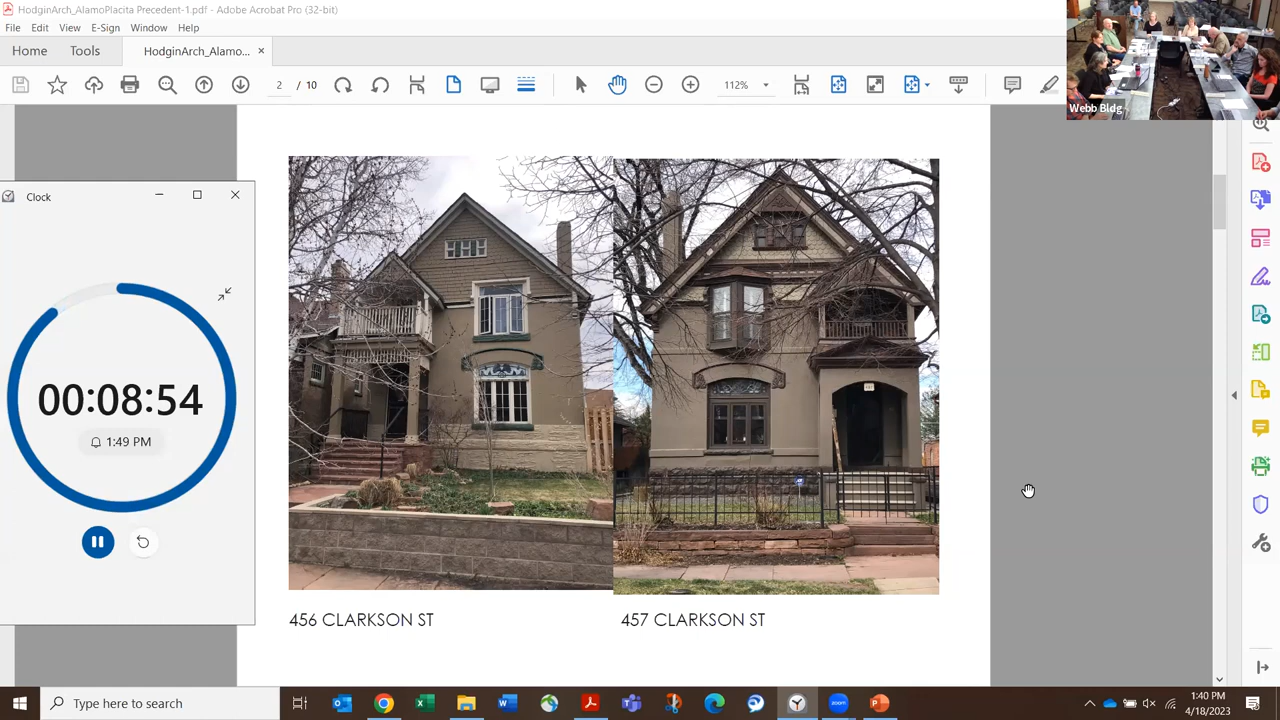 HodginArch_AlamoPlacita Precedent-1.pdf - Adobe Acrobat Pro (32-bit)
File Edit View E-Sign Window Help
Home Tools HodginArch_Alamo... ×
2 / 10 112%
Webb Bldg
Clock
00:08:54
1:49 PM
456 CLARKSON ST 457 CLARKSON ST
Type here to search
1:40 PM
4/18/2023